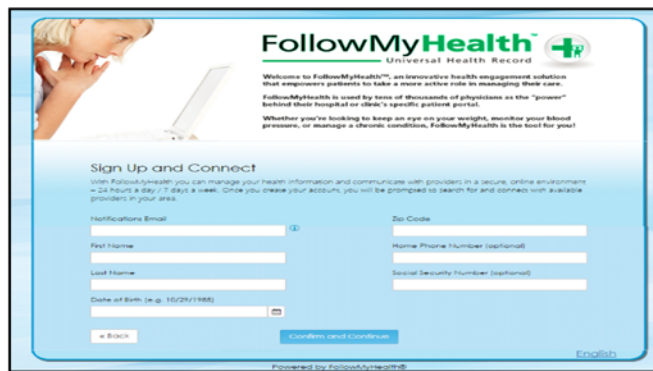 FollowMyHealth™
Universal Health Record
Welcome to FollowMyHealth™, an innovative health engagement solution
that empowers patients to take a more active role in managing their care.
FollowMyHealth is used by tens of thousands of physicians as the "power"
behind their hospital or clinic's specific patient portal.
Whether you're looking to keep an eye on your weight, monitor your blood
pressure, or manage a chronic condition, FollowMyHealth is the tool for you!
Sign Up and Connect
With FollowMyHealth you can manage your health information and communicate with providers in a secure, online environment
– 24 hours a day / 7 days a week. Once you create your account, you will be prompted to search for and connect with available
providers in your area.
Notifications Email
Zip Code
First Name
Home Phone Number (optional)
Last Name
Social Security Number (optional)
Date of Birth (e.g. 10/29/1988)
« Back
Confirm and Continue
English
Powered by FollowMyHealth®